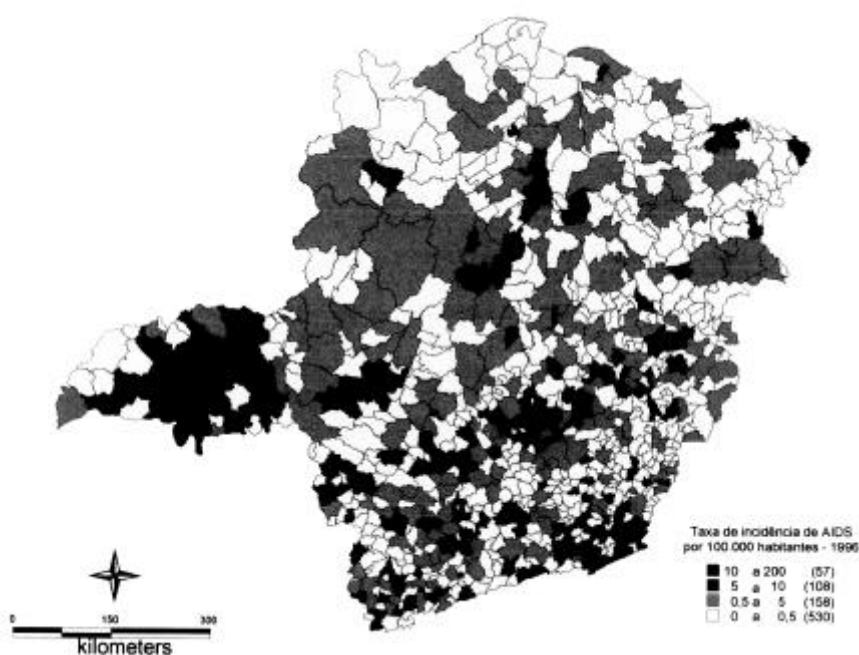 Taxa de incidência de AIDS
por 100.000 habitantes - 1996
10 a 200 (57)
5 a 10 (108)
0,5 a 5 (158)
0 a 0,5 (530)
0 150 300
kilometers